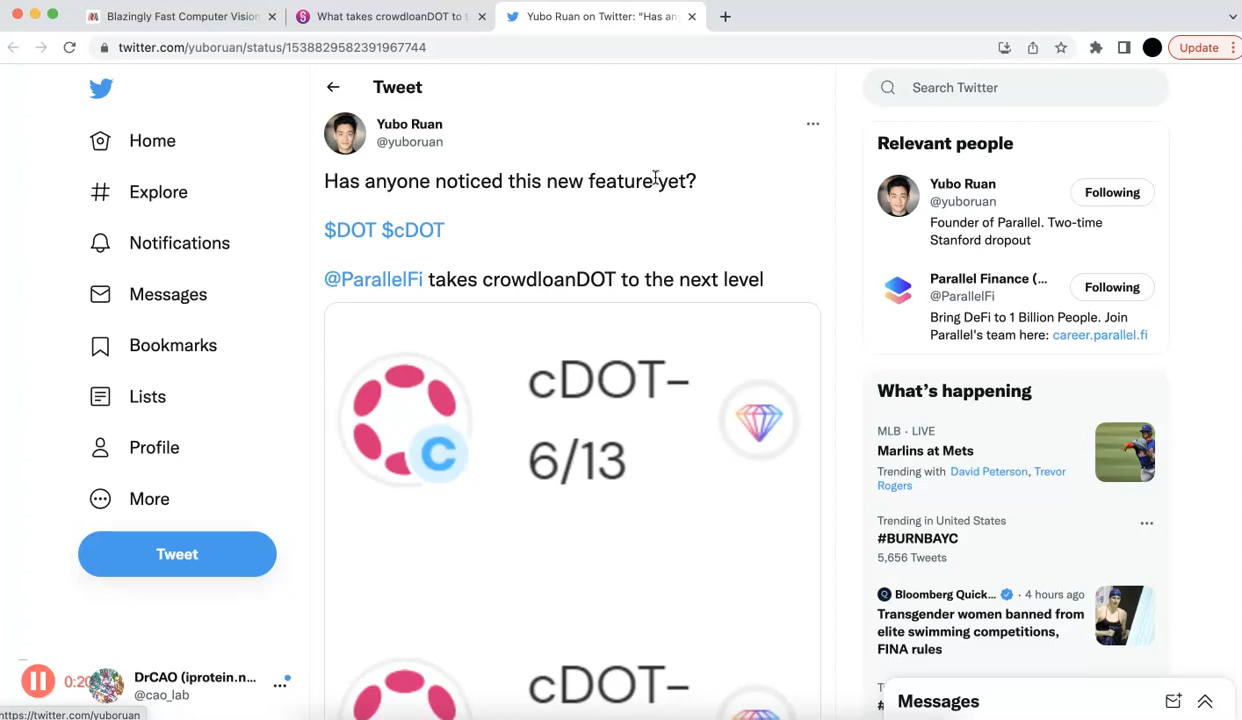 Blazingly Fast Computer Vision
What takes crowdloanDOT to t
Yubo Ruan on Twitter: "Has an
twitter.com/yuboruan/status/1538829582391967744
Update
Home
Explore
Notifications
Messages
Bookmarks
Lists
Profile
More
Tweet
0:20
DrCAO (iprotein.n...
@cao_lab
https://twitter.com/yuboruan
Tweet
Yubo Ruan
@yuboruan
Has anyone noticed this new feature yet?
$DOT $cDOT
@ParallelFi takes crowdloanDOT to the next level
C
cDOT-
6/13
cDOT-
Search Twitter
Relevant people
Yubo Ruan
@yuboruan
Following
Founder of Parallel. Two-time
Stanford dropout
Parallel Finance (...
@ParallelFi
Following
Bring DeFi to 1 Billion People. Join
Parallel's team here: career.parallel.fi
What's happening
MLB · LIVE
Marlins at Mets
Trending with David Peterson, Trevor
Rogers
Trending in United States
#BURNBAYC
5,656 Tweets
Bloomberg Quick... · 4 hours ago
Transgender women banned from
elite swimming competitions,
FINA rules
Messages